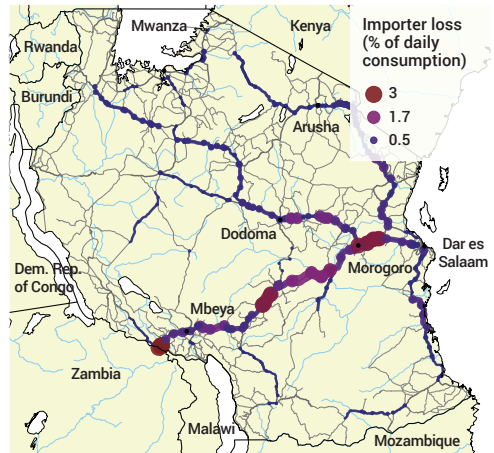 Mwanza
Kenya
Rwanda
Burundi
Arusha
Importer loss
(% of daily
consumption)
3
1.7
0.5
Dodoma
Dar es
Salaam
Morogoro
Dem. Rep.
of Congo
Mbeya
Zambia
Malawi
Mozambique